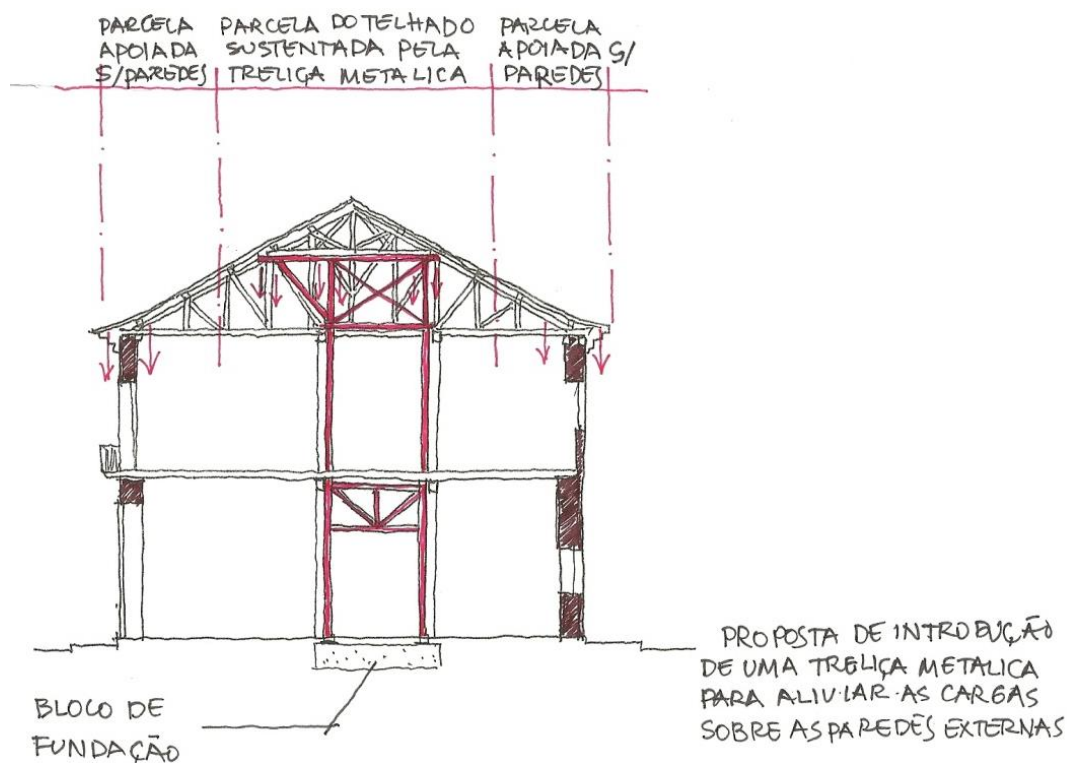 PARCELA
APOIADA
S/PAREDES
PARCELA DO TELHADO
SUSTENTADA PELA
TRELIÇA METALICA
PARCELA
APOIADA S/
PAREDES
BLOCO DE
FUNDAÇÃO
PROPOSTA DE INTRODUÇÃO
DE UMA TRELIÇA METALICA
PARA ALIVIAR AS CARGAS
SOBRE AS PAREDES EXTERNAS